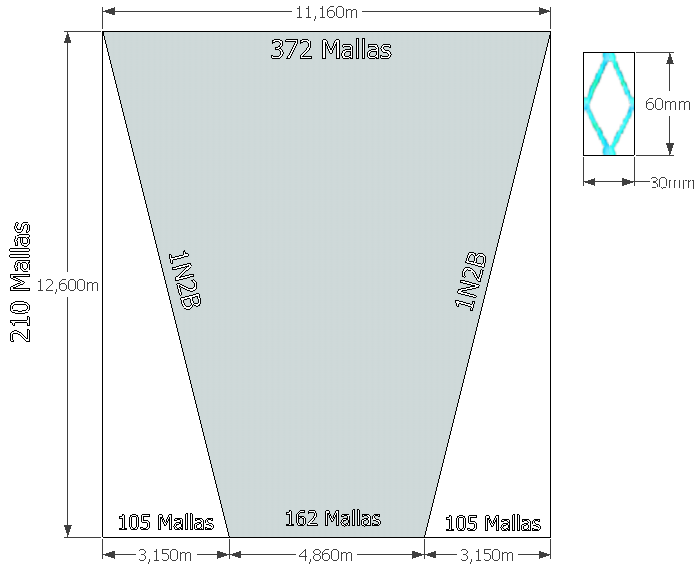 11,160m
372 Mallas
60mm
30mm
210 Mallas
12,600m
1N2B
1N2B
105 Mallas
162 Mallas
105 Mallas
3,150m
4,860m
3,150m